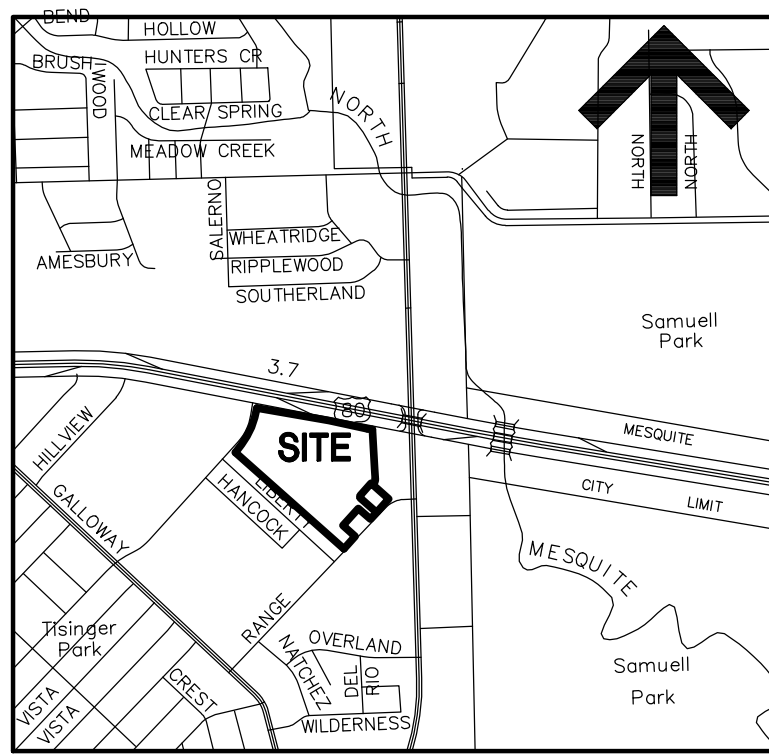 BEND
HOLLOW
HUNTERS CR
BRUSH
WOOD
CLEAR SPRING
MEADOW CREEK
NORTH
NORTH
NORTH
SALERNO
WHEATRIDGE
RIPPLEWOOD
SOUTHERLAND
AMESBURY
Samuell
Park
3.7
80
HILLVIEW
SITE
MESQUITE
CITY
LIMIT
GALLOWAY
LIBERTY
HANCOCK
MESQUITE
RANGE
Tisinger
Park
OVERLAND
NATCHEZ
DEL
RIO
CREST
WILDERNESS
VISTA
VISTA
Samuell
Park